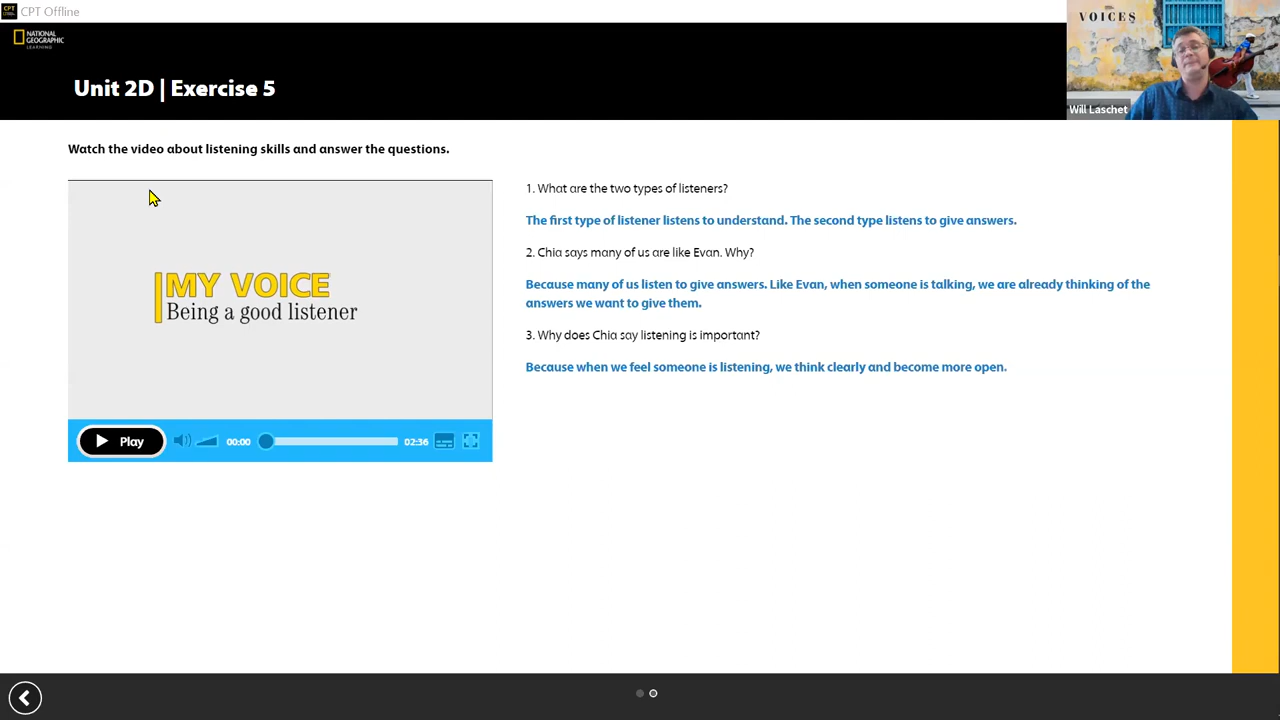 CPT Offline
NATIONAL
GEOGRAPHIC
LEARNING
VOICES
Unit 2D | Exercise 5
Will Laschet
Watch the video about listening skills and answer the questions.
MY VOICE
Being a good listener
Play
00:00
02:36
1. What are the two types of listeners?
The first type of listener listens to understand. The second type listens to give answers.
2. Chia says many of us are like Evan. Why?
Because many of us listen to give answers. Like Evan, when someone is talking, we are already thinking of the
answers we want to give them.
3. Why does Chia say listening is important?
Because when we feel someone is listening, we think clearly and become more open.